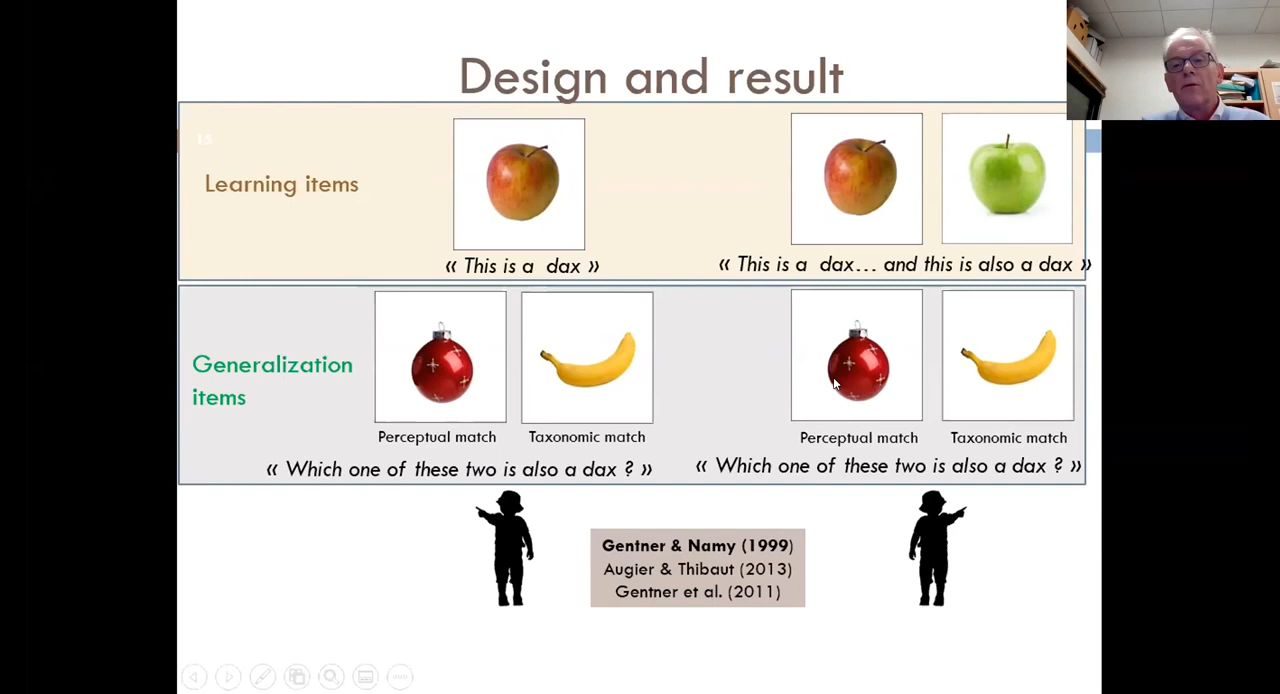 Design and result
15
Learning items
« This is a dax »
« This is a dax... and this is also a dax »
Generalization
items
Perceptual match
Taxonomic match
« Which one of these two is also a dax ? »
Perceptual match
Taxonomic match
« Which one of these two is also a dax ? »
Gentner & Namy (1999)
Augier & Thibaut (2013)
Gentner et al. (2011)